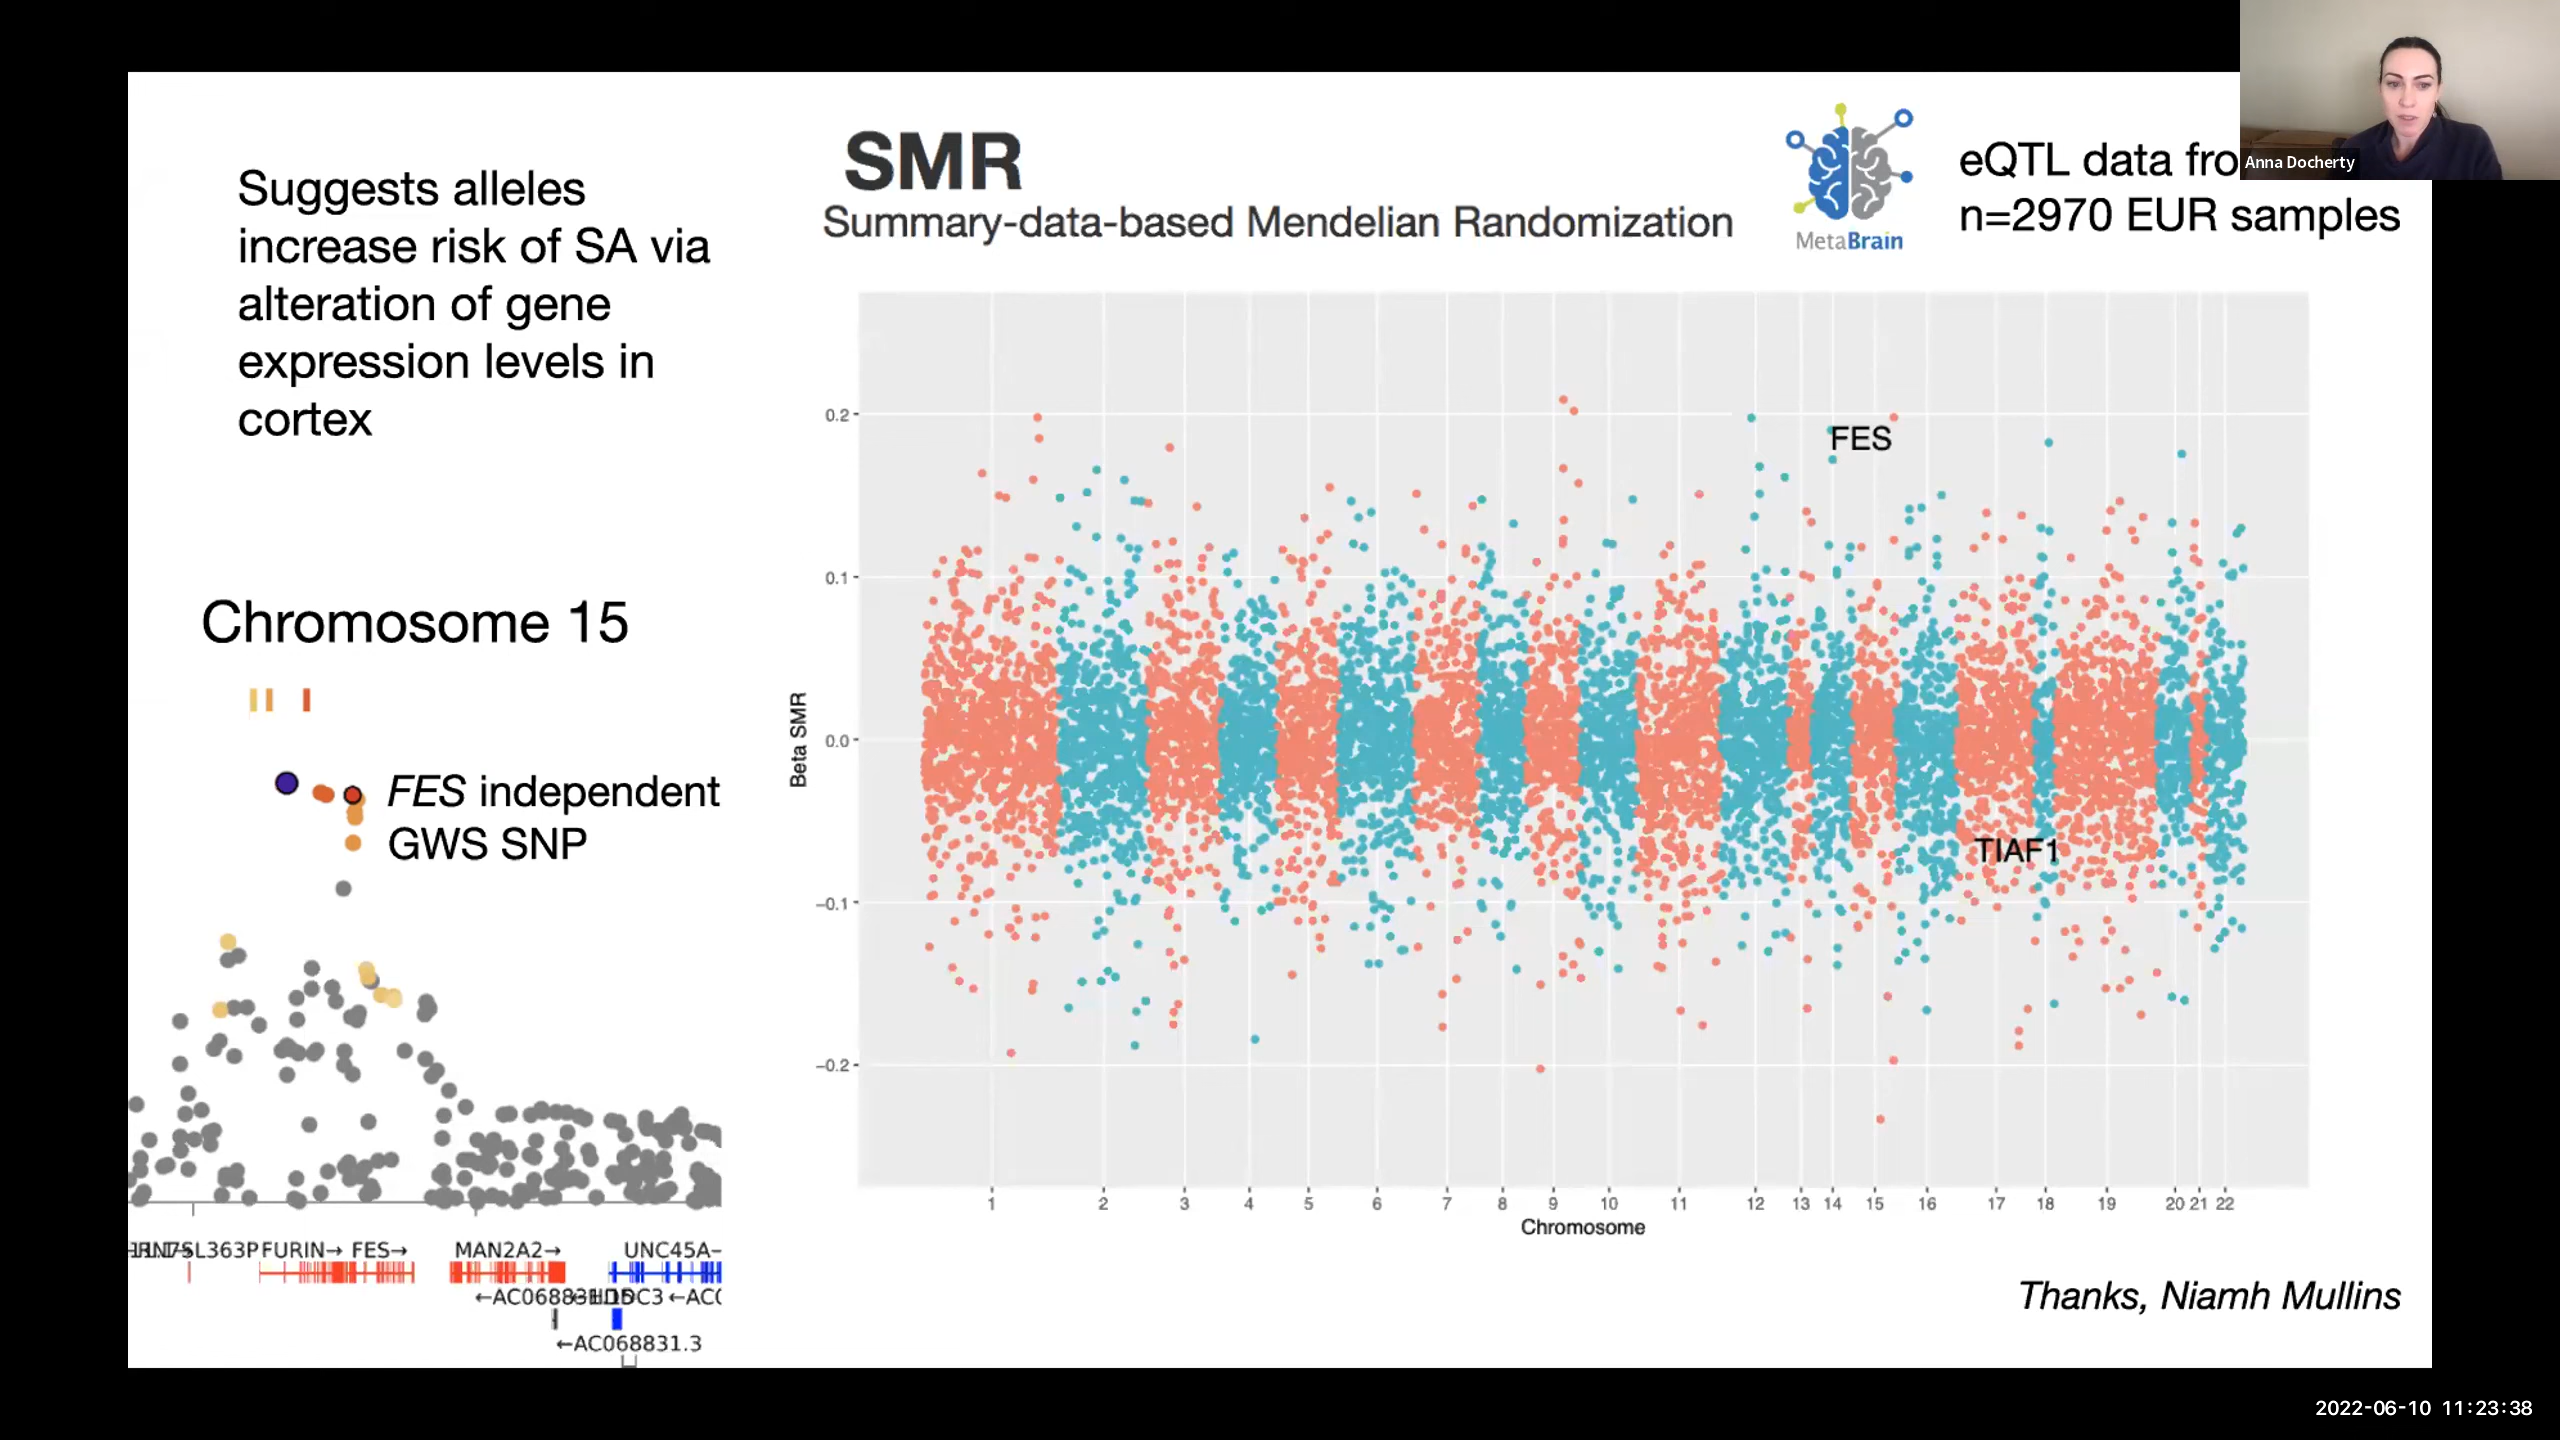 Suggests alleles
increase risk of SA via
alteration of gene
expression levels in
cortex
SMR
Summary-data-based Mendelian Randomization
MetaBrain
eQTL data fro
n=2970 EUR samples
Anna Docherty
Chromosome 15
FES independent
GWS SNP
FURIN→ FES→ MAN2A2→ UNC45A–
←AC068831.3
Beta SMR
0.2
0.1
0.0
−0.1
−0.2
FES
TIAF1
1 2 3 4 5 6 7 8 9 10 11 12 13 14 15 16 17 18 19 20 21 22
Chromosome
Thanks, Niamh Mullins
2022-06-10 11:23:38